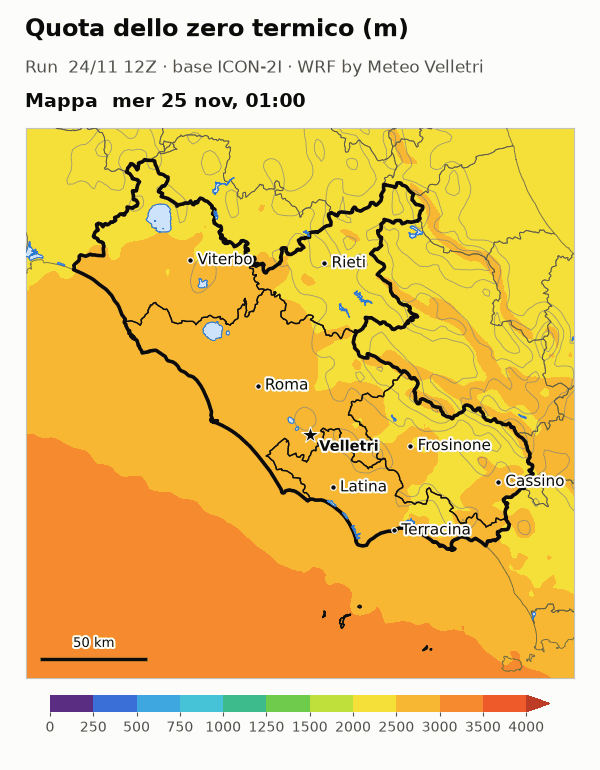 Quota dello zero termico (m)
Run  24/11 12Z · base ICON-2I · WRF by Meteo Velletri
Mappa  mer 25 nov, 01:00
Viterbo
Rieti
Roma
Velletri
Frosinone
Cassino
Latina
Terracina
50 km
0 250 500 750 1000 1250 1500 2000 2500 3000 3500 4000